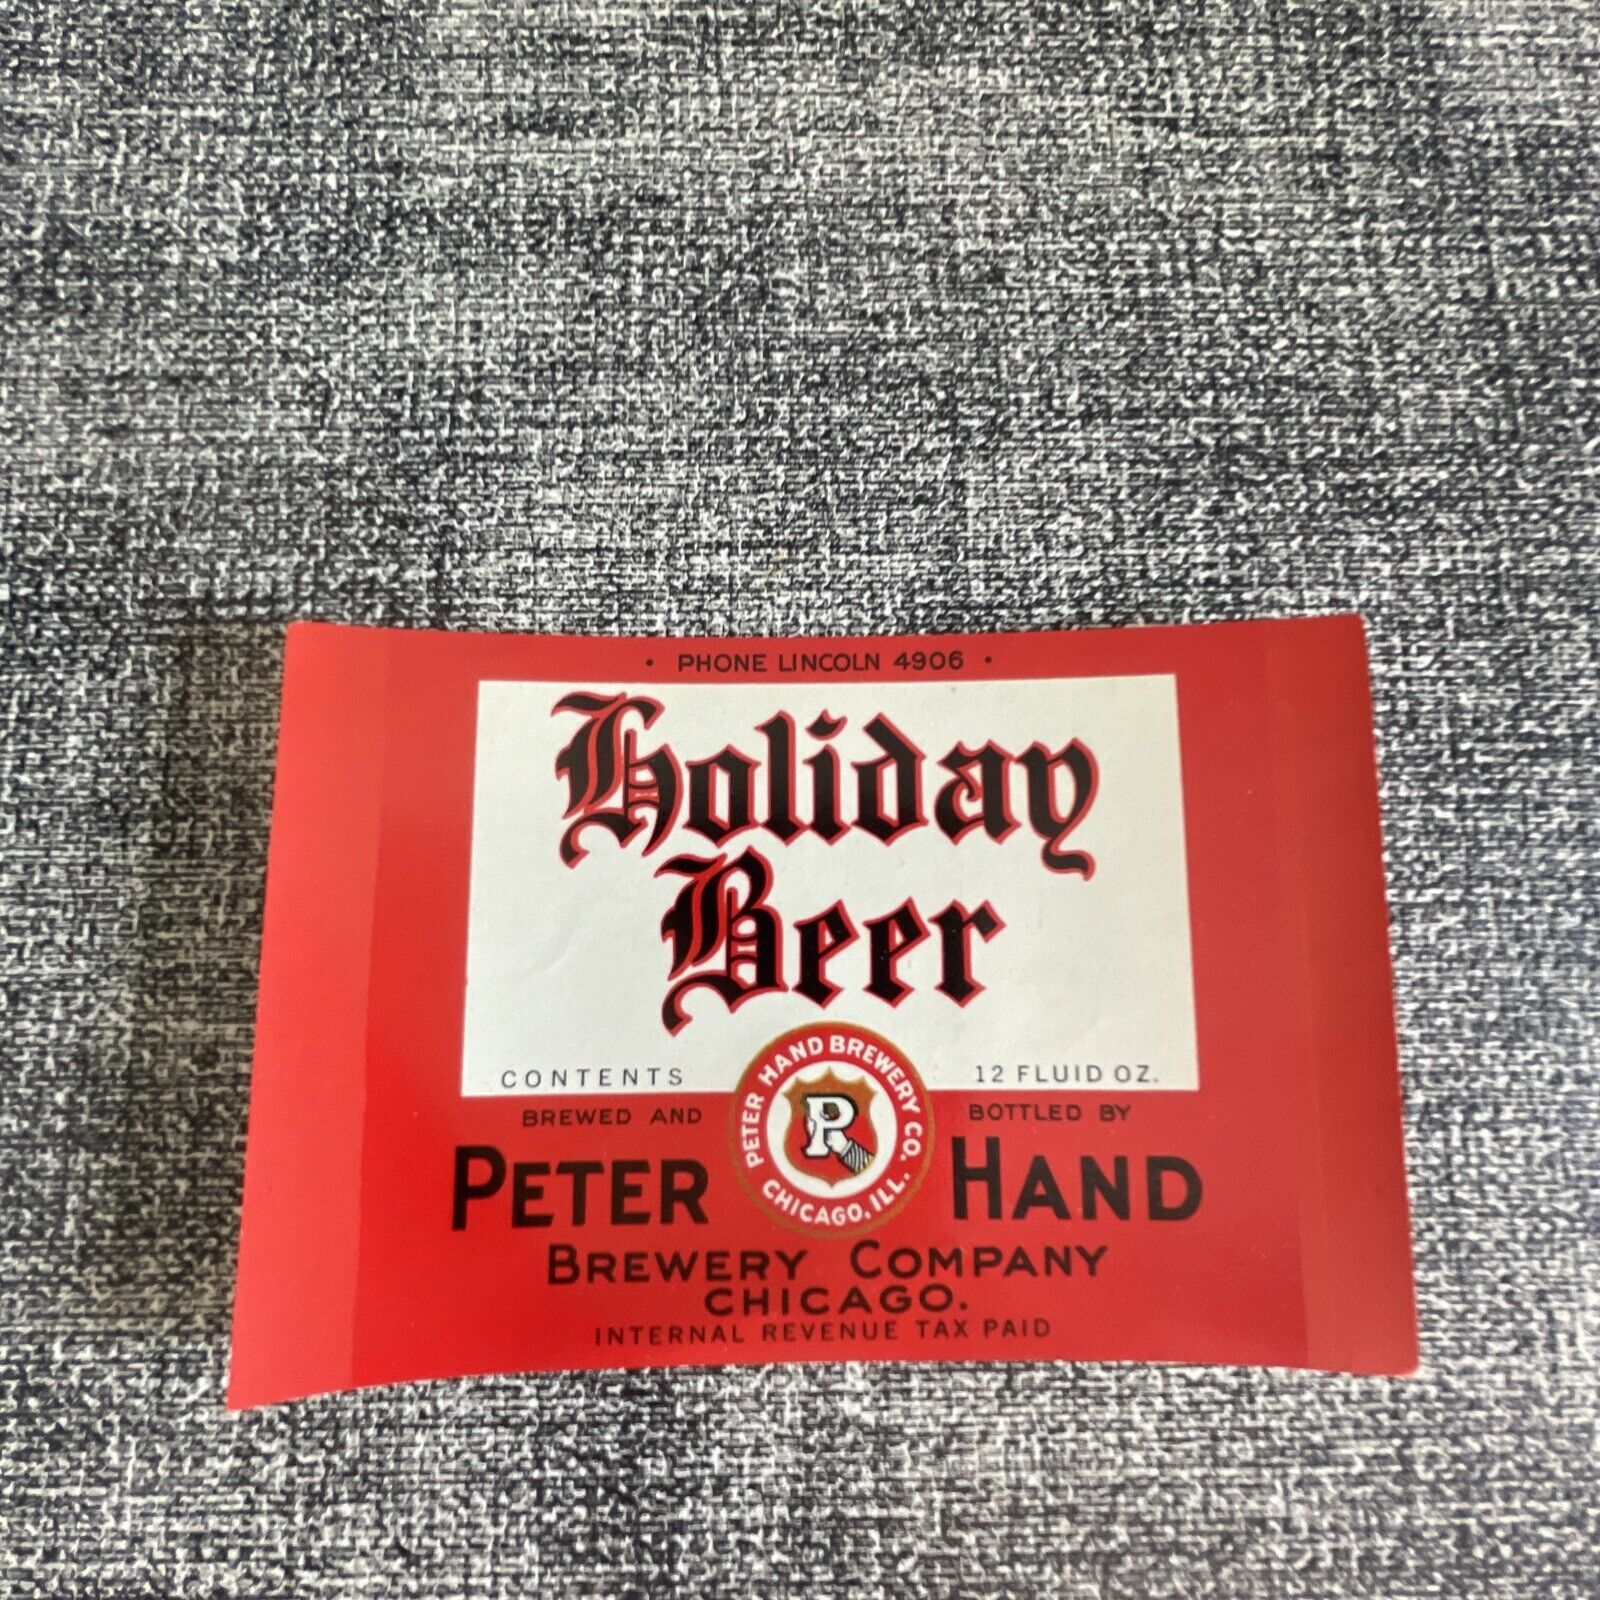 • PHONE LINCOLN 4906 •
Holiday
Beer
CONTENTS 12 FLUID OZ.
BREWED AND BOTTLED BY
PETER HAND
PETER HAND BREWERY CO.
CHICAGO, ILL.
P
BREWERY COMPANY
CHICAGO.
INTERNAL REVENUE TAX PAID